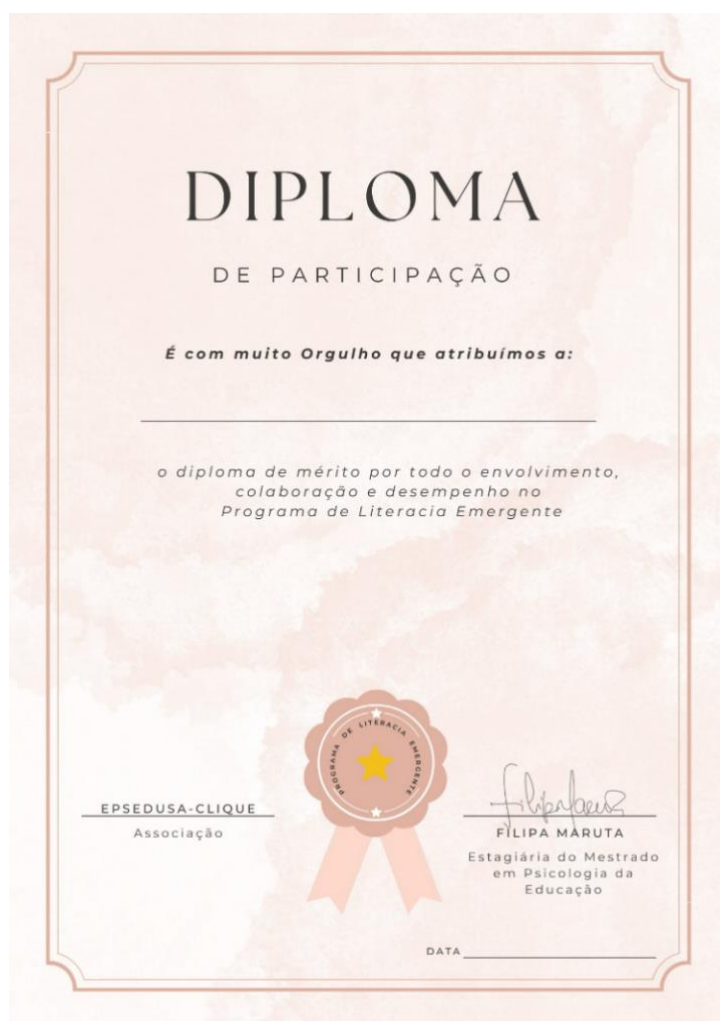 DIPLOMA
DE PARTICIPAÇÃO
É com muito Orgulho que atribuímos a:
o diploma de mérito por todo o envolvimento,
colaboração e desempenho no
Programa de Literacia Emergente
PROGRAMA DE LITERACIA EMERGENTE
EPSEDUSA-CLIQUE
Associação
FILIPA MARUTA
Estagiária do Mestrado
em Psicologia da
Educação
DATA